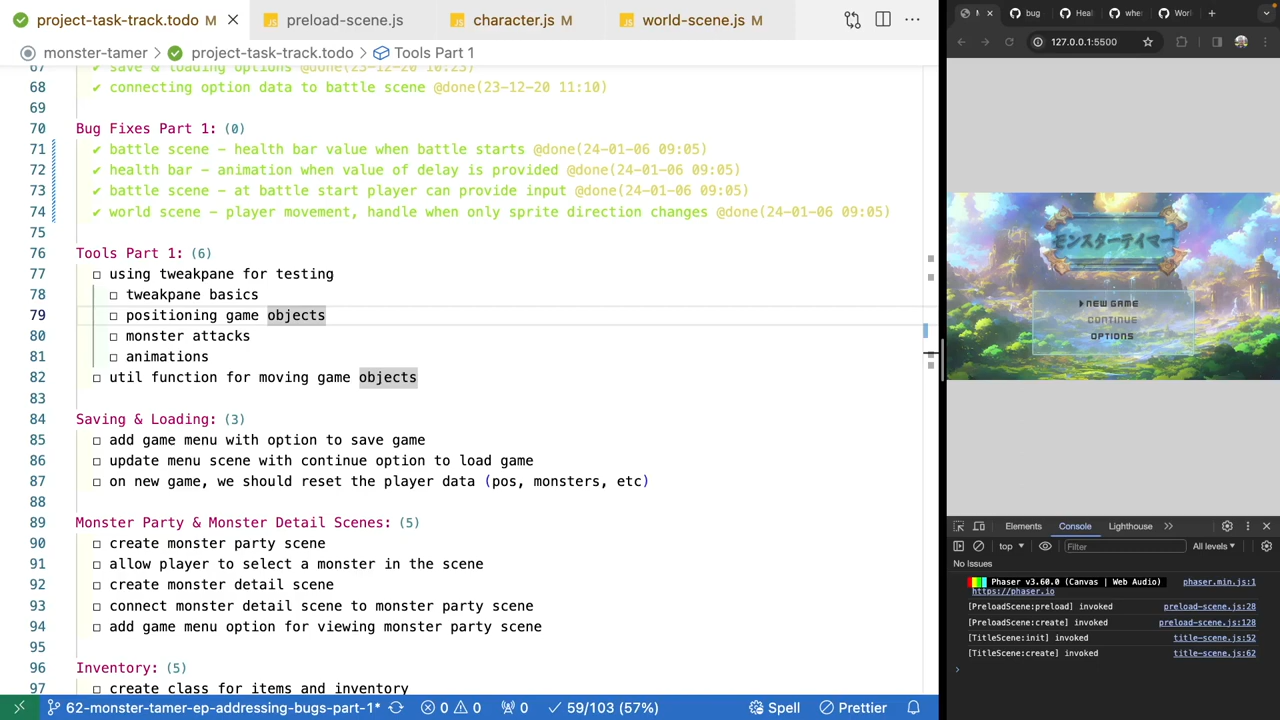 project-task-track.todo M
preload-scene.js
character.js M
world-scene.js M
monster-tamer
project-task-track.todo
Tools Part 1
67 ✔ save & loading options @done(23-12-20 10:23)
68 ✔ connecting option data to battle scene @done(23-12-20 11:10)
69
70 Bug Fixes Part 1: (0)
71 ✔ battle scene – health bar value when battle starts @done(24-01-06 09:05)
72 ✔ health bar – animation when value of delay is provided @done(24-01-06 09:05)
73 ✔ battle scene – at battle start player can provide input @done(24-01-06 09:05)
74 ✔ world scene – player movement, handle when only sprite direction changes @done(24-01-06 09:05)
75
76 Tools Part 1: (6)
77 ☐ using tweakpane for testing
78 ☐ tweakpane basics
79 ☐ positioning game objects
80 ☐ monster attacks
81 ☐ animations
82 ☐ util function for moving game objects
83
84 Saving & Loading: (3)
85 ☐ add game menu with option to save game
86 ☐ update menu scene with continue option to load game
87 ☐ on new game, we should reset the player data (pos, monsters, etc)
88
89 Monster Party & Monster Detail Scenes: (5)
90 ☐ create monster party scene
91 ☐ allow player to select a monster in the scene
92 ☐ create monster detail scene
93 ☐ connect monster detail scene to monster party scene
94 ☐ add game menu option for viewing monster party scene
95
96 Inventory: (5)
97 ☐ create class for items and inventory
62-monster-tamer-ep-addressing-bugs-part-1* 0 0 0 59/103 (57%) Spell Prettier
M bug Heal whe Worl
127.0.0.1:5500
モンスターテイマー
NEW GAME
CONTINUE
OPTIONS
Elements Console Lighthouse
top Filter All levels
No Issues
Phaser v3.60.0 (Canvas | Web Audio) phaser.min.js:1
https://phaser.io
[PreloadScene:preload] invoked preload-scene.js:28
[PreloadScene:create] invoked preload-scene.js:128
[TitleScene:init] invoked title-scene.js:52
[TitleScene:create] invoked title-scene.js:62